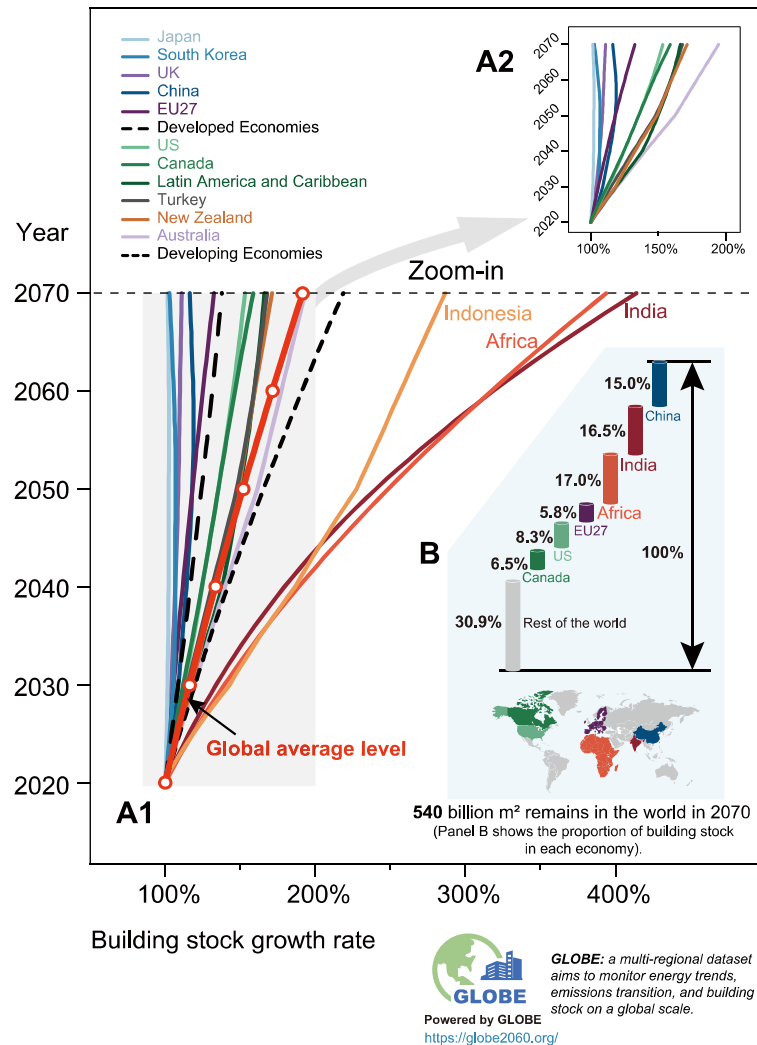 Japan
South Korea
UK
China
EU27
Developed Economies
US
Canada
Latin America and Caribbean
Turkey
New Zealand
Australia
Developing Economies
A2
2070
2060
2050
2040
2030
2020
100%
150%
200%
Year
Zoom-in
2070
2060
2050
2040
2030
2020
Indonesia
Africa
India
Global average level
A1
B
15.0%
China
16.5%
India
17.0%
Africa
5.8%
EU27
8.3%
US
6.5%
Canada
100%
30.9%
Rest of the world
540 billion m² remains in the world in 2070
(Panel B shows the proportion of building stock
in each economy).
100%
200%
300%
400%
Building stock growth rate
GLOBE
Powered by GLOBE
https://globe2060.org/
GLOBE: a multi-regional dataset
aims to monitor energy trends,
emissions transition, and building
stock on a global scale.